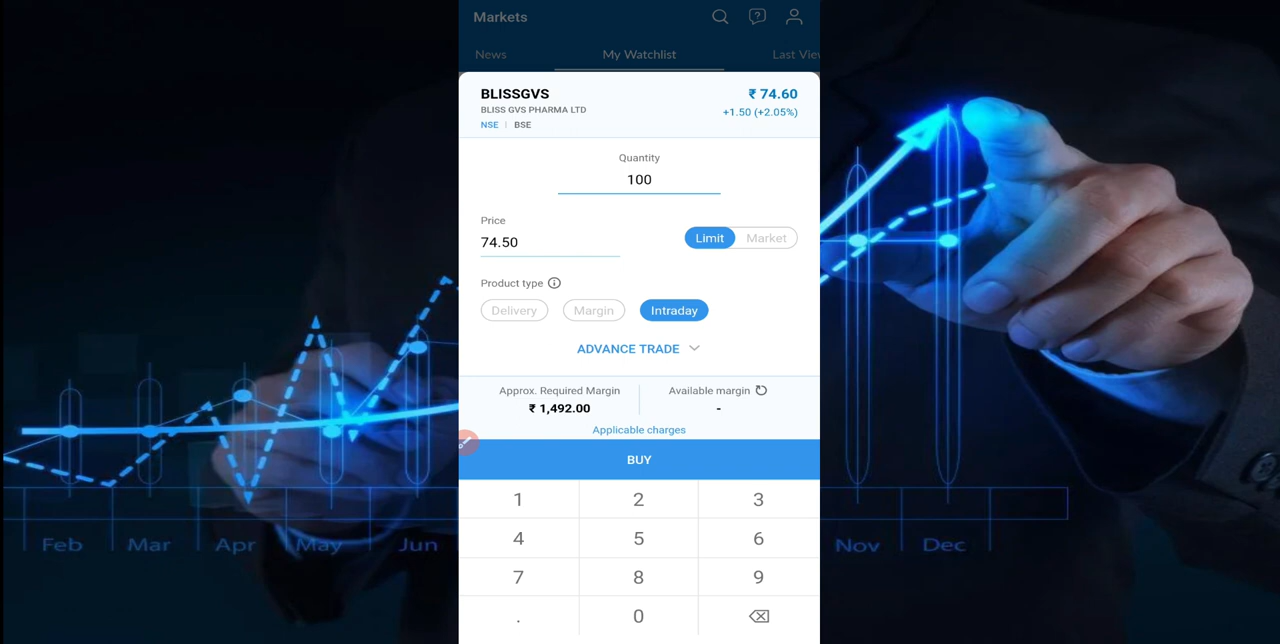 Markets
News My Watchlist Last View
BLISSGVS ₹ 74.60
BLISS GVS PHARMA LTD +1.50 (+2.05%)
NSE | BSE
Quantity
100
Price
74.50 Limit Market
Product type
Delivery Margin Intraday
ADVANCE TRADE
Approx. Required Margin Available margin
₹ 1,492.00 -
Applicable charges
BUY
1 2 3
4 5 6
7 8 9
. 0
Feb Mar Apr May Jun Nov Dec